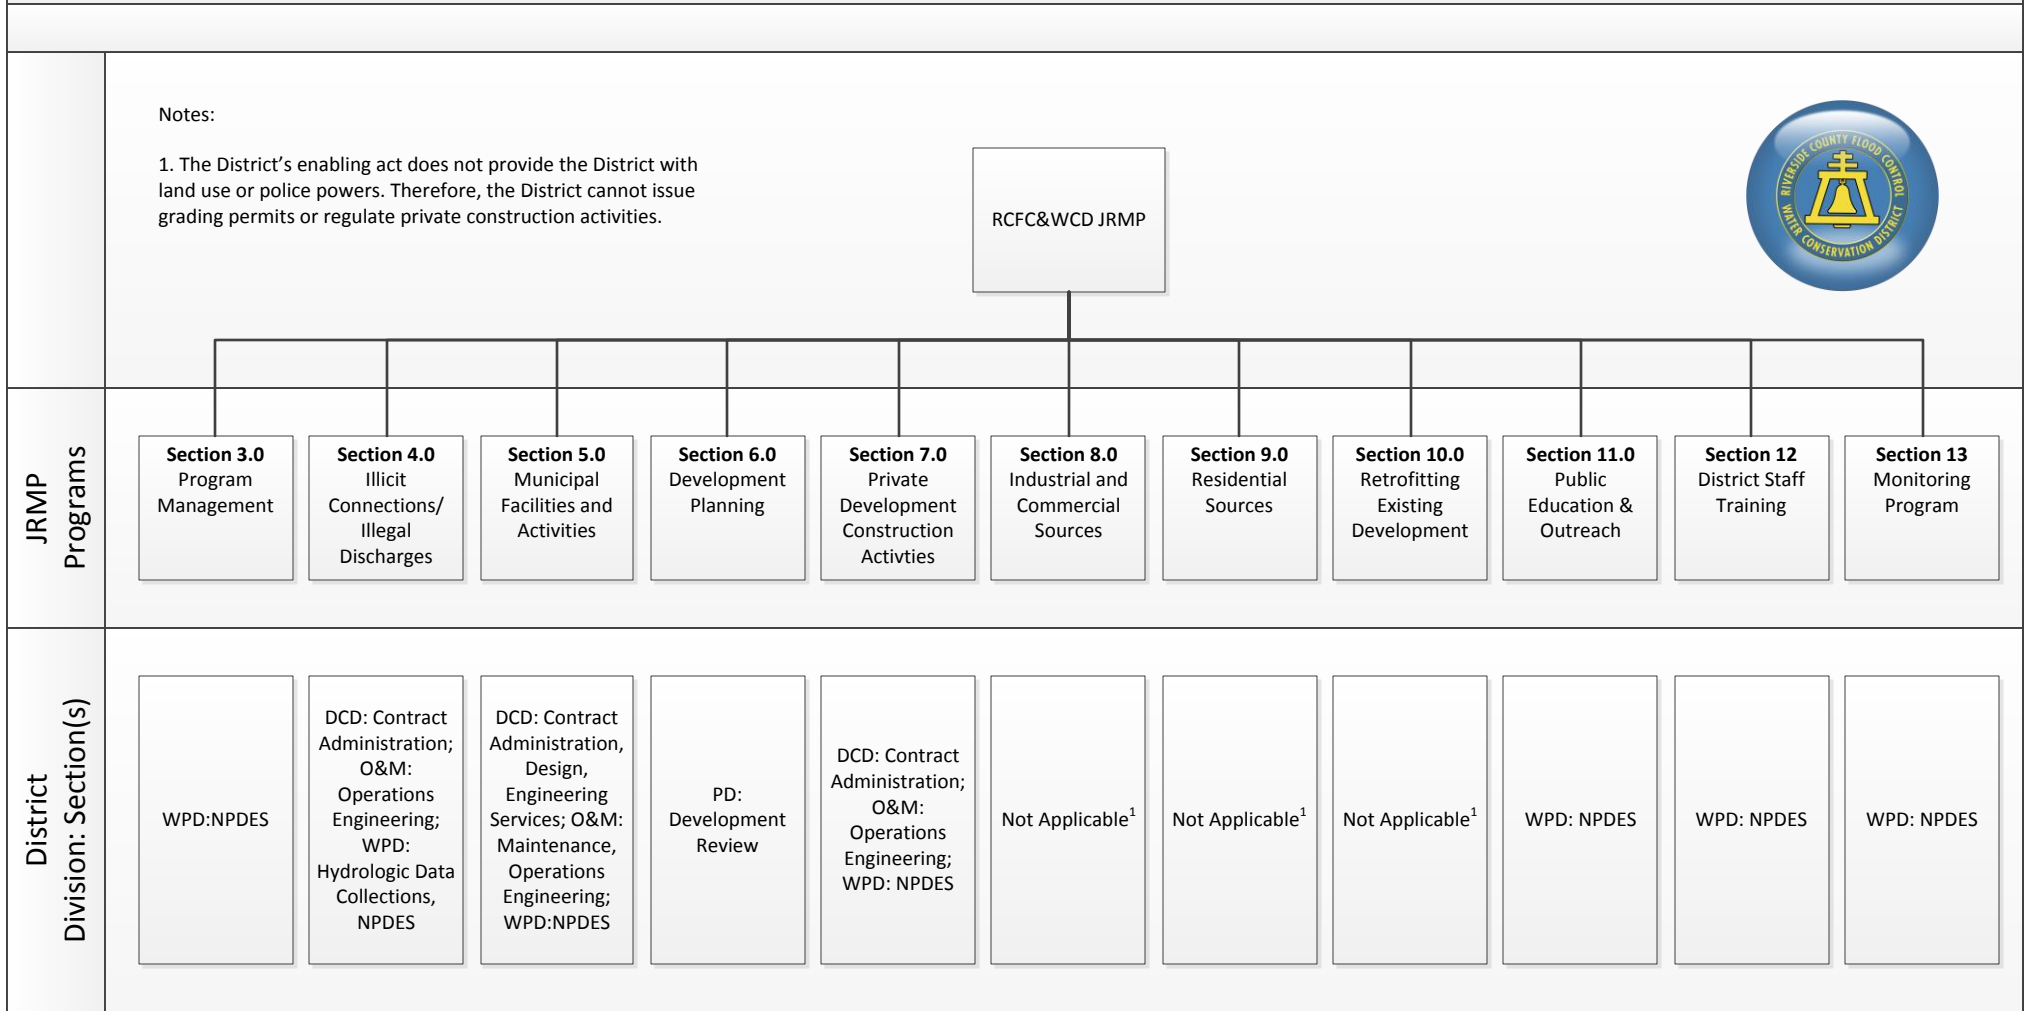 Notes:
1. The District's enabling act does not provide the District with
land use or police powers. Therefore, the District cannot issue
grading permits or regulate private construction activities.
RCFC&WCD JRMP
RIVERSIDE COUNTY FLOOD CONTROL
WATER CONSERVATION DISTRICT
JRMP
Programs
Section 3.0
Program
Management
Section 4.0
Illicit
Connections/
Illegal
Discharges
Section 5.0
Municipal
Facilities and
Activities
Section 6.0
Development
Planning
Section 7.0
Private
Development
Construction
Activties
Section 8.0
Industrial and
Commercial
Sources
Section 9.0
Residential
Sources
Section 10.0
Retrofitting
Existing
Development
Section 11.0
Public
Education &
Outreach
Section 12
District Staff
Training
Section 13
Monitoring
Program
District
Division: Section(s)
WPD:NPDES
DCD: Contract
Administration;
O&M:
Operations
Engineering;
WPD:
Hydrologic Data
Collections,
NPDES
DCD: Contract
Administration,
Design,
Engineering
Services; O&M:
Maintenance,
Operations
Engineering;
WPD:NPDES
PD:
Development
Review
DCD: Contract
Administration;
O&M:
Operations
Engineering;
WPD: NPDES
Not Applicable¹
Not Applicable¹
Not Applicable¹
WPD: NPDES
WPD: NPDES
WPD: NPDES